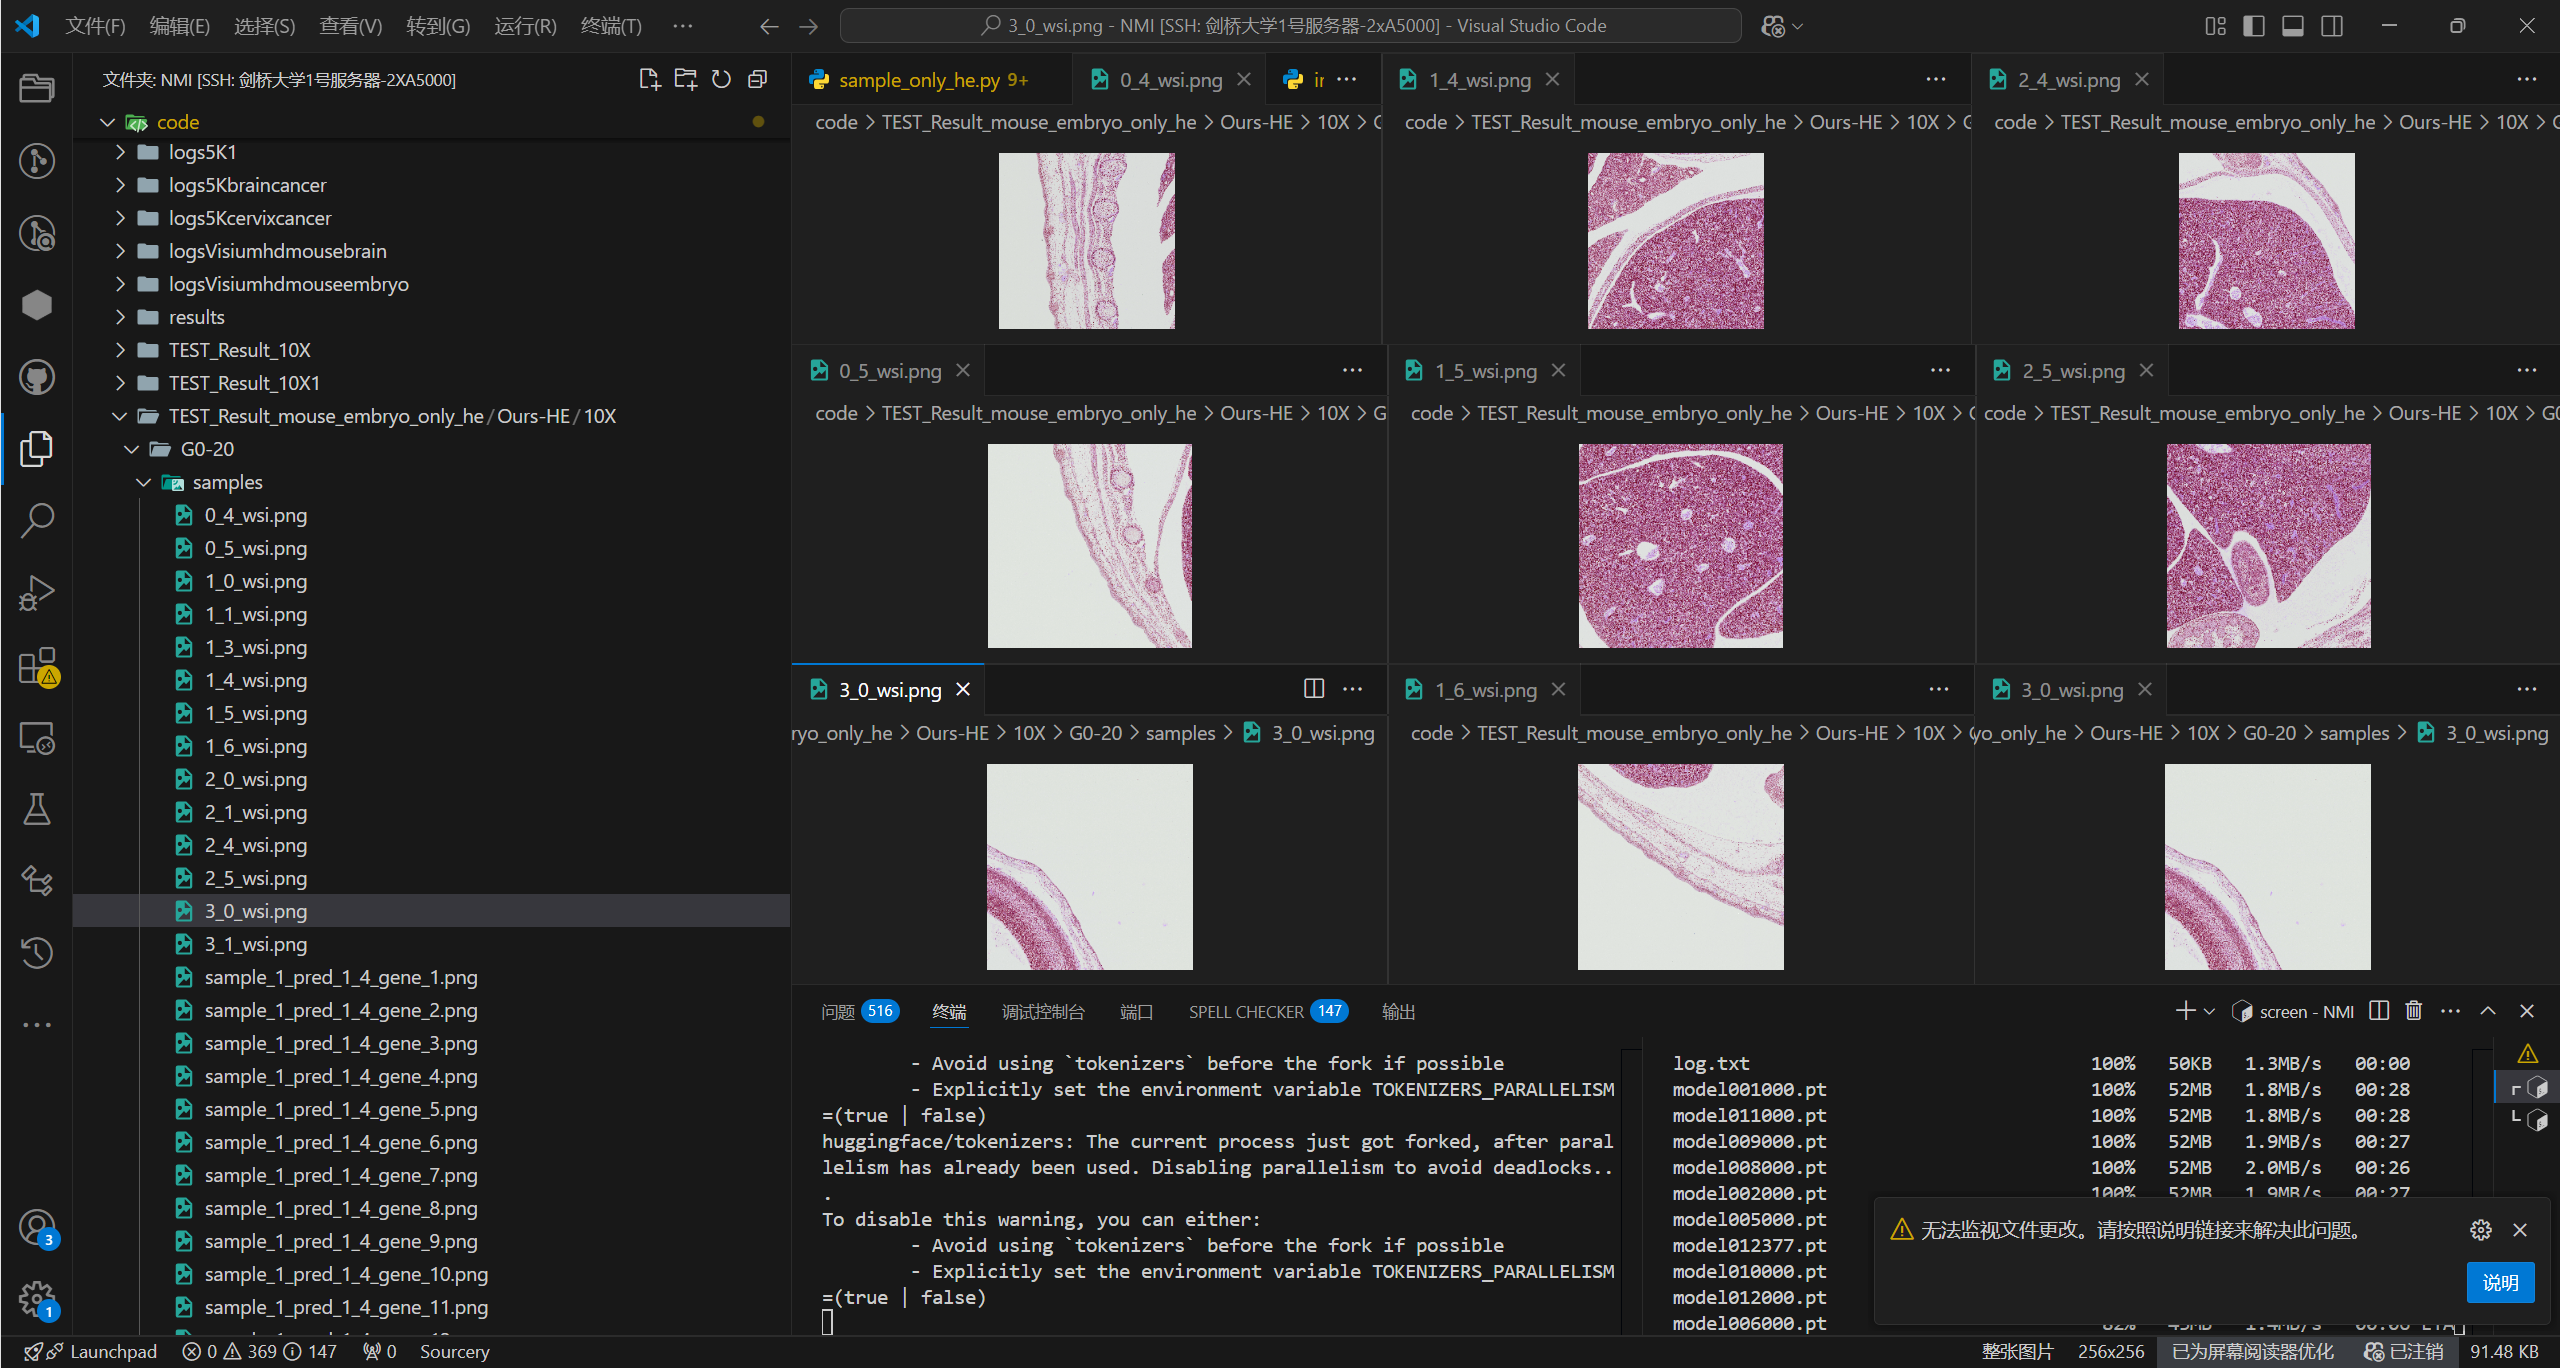 文件(F) 编辑(E) 选择(S) 查看(V) 转到(G) 运行(R) 终端(T) ··· 3_0_wsi.png - NMI [SSH: 剑桥大学1号服务器-2xA5000] - Visual Studio Code
文件夹: NMI [SSH: 剑桥大学1号服务器-2XA5000]
code
logs5K1
logs5Kbraincancer
logs5Kcervixcancer
logsVisiumhdmousebrain
logsVisiumhdmouseembryo
results
TEST_Result_10X
TEST_Result_10X1
TEST_Result_mouse_embryo_only_he/Ours-HE/10X
G0-20
samples
0_4_wsi.png
0_5_wsi.png
1_0_wsi.png
1_1_wsi.png
1_3_wsi.png
1_4_wsi.png
1_5_wsi.png
1_6_wsi.png
2_0_wsi.png
2_1_wsi.png
2_4_wsi.png
2_5_wsi.png
3_0_wsi.png
3_1_wsi.png
sample_1_pred_1_4_gene_1.png
sample_1_pred_1_4_gene_2.png
sample_1_pred_1_4_gene_3.png
sample_1_pred_1_4_gene_4.png
sample_1_pred_1_4_gene_5.png
sample_1_pred_1_4_gene_6.png
sample_1_pred_1_4_gene_7.png
sample_1_pred_1_4_gene_8.png
sample_1_pred_1_4_gene_9.png
sample_1_pred_1_4_gene_10.png
sample_1_pred_1_4_gene_11.png
sample_only_he.py 9+ 0_4_wsi.png ···
code > TEST_Result_mouse_embryo_only_he > Ours-HE > 10X >
1_4_wsi.png ···
code > TEST_Result_mouse_embryo_only_he > Ours-HE > 10X >
2_4_wsi.png ···
code > TEST_Result_mouse_embryo_only_he > Ours-HE > 10X >
0_5_wsi.png ···
code > TEST_Result_mouse_embryo_only_he > Ours-HE > 10X >
1_5_wsi.png ···
code > TEST_Result_mouse_embryo_only_he > Ours-HE > 10X >
2_5_wsi.png ···
code > TEST_Result_mouse_embryo_only_he > Ours-HE > 10X >
3_0_wsi.png ···
ryo_only_he > Ours-HE > 10X > G0-20 > samples > 3_0_wsi.png
1_6_wsi.png ···
code > TEST_Result_mouse_embryo_only_he > Ours-HE > 10X >
3_0_wsi.png ···
yo_only_he > Ours-HE > 10X > G0-20 > samples > 3_0_wsi.png
问题 516 终端 调试控制台 端口 SPELL CHECKER 147 输出 screen - NMI ···
- Avoid using `tokenizers` before the fork if possible
- Explicitly set the environment variable TOKENIZERS_PARALLELISM
=(true | false)
huggingface/tokenizers: The current process just got forked, after paral
lelism has already been used. Disabling parallelism to avoid deadlocks..
.
To disable this warning, you can either:
- Avoid using `tokenizers` before the fork if possible
- Explicitly set the environment variable TOKENIZERS_PARALLELISM
=(true | false)
log.txt 100% 50KB 1.3MB/s 00:00
model001000.pt 100% 52MB 1.8MB/s 00:28
model011000.pt 100% 52MB 1.8MB/s 00:28
model009000.pt 100% 52MB 1.9MB/s 00:27
model008000.pt 100% 52MB 2.0MB/s 00:26
model002000.pt 100% 52MB 1.9MB/s 00:27
model005000.pt
model012377.pt
model010000.pt
model012000.pt
model006000.pt
无法监视文件更改。请按照说明链接来解决此问题。
说明
3
1
Launchpad 0 369 147 0 Sourcery 整张图片 256x256 已为屏幕阅读器优化 已注销 91.48 KB